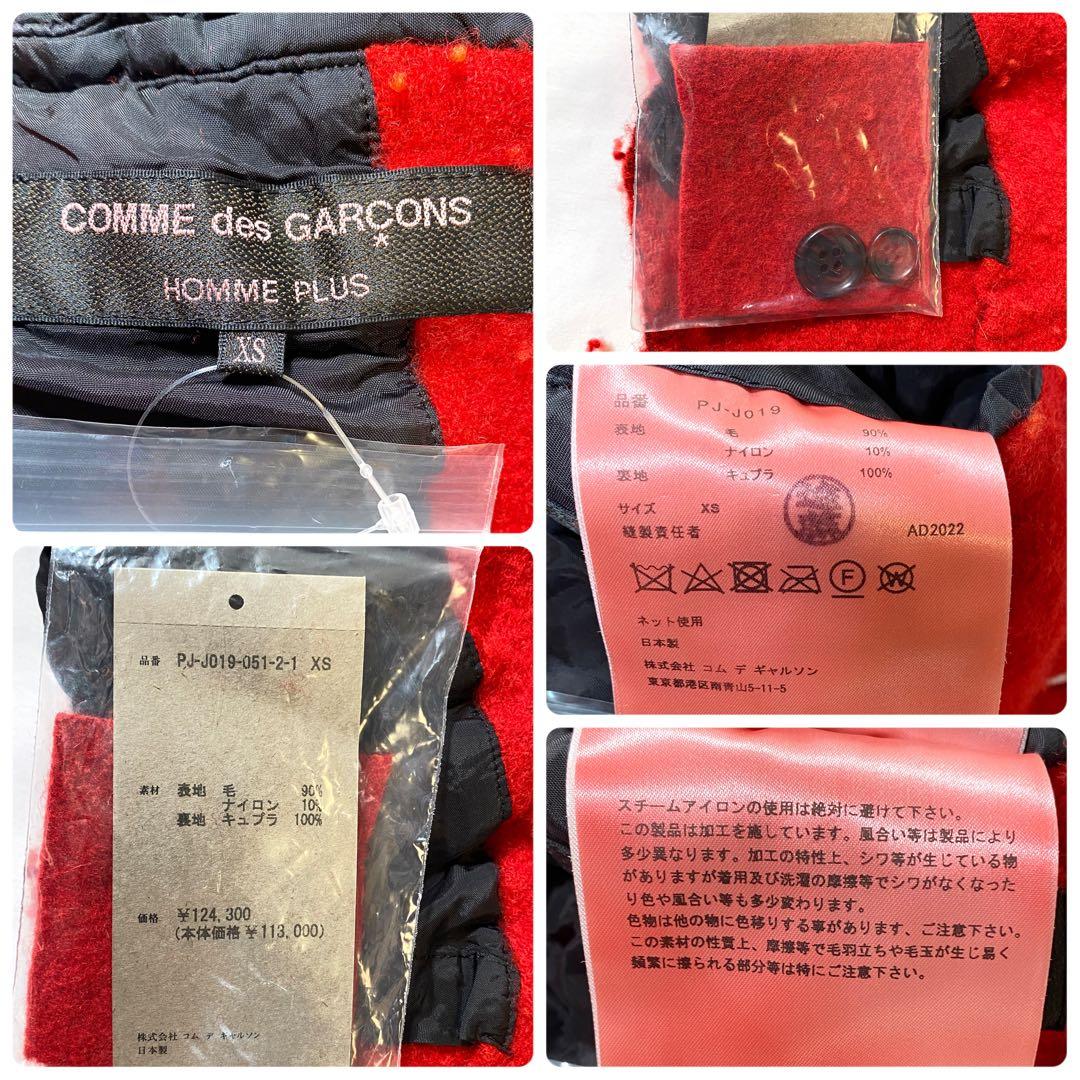 COMME des GARÇONS
HOMME PLUS
XS
品番 PJ-J019
表地 毛 90%
ナイロン 10%
裏地 キュプラ 100%
サイズ XS
縫製責任者 AD2022
F
W
ネット使用
日本製
株式会社 コム デ ギャルソン
東京都港区南青山5-11-5
品番 PJ-J019-051-2-1 XS
素材 表地 毛 90%
ナイロン 10%
裏地 キュプラ 100%
価格 ¥124,300
(本体価格 ¥113,000)
株式会社 コム デ ギャルソン
日本製
スチームアイロンの使用は絶対に避けて下さい。
この製品は加工を施しています。風合い等は製品により
多少異なります。加工の特性上、シワ等が生じている物
がありますが着用及び洗濯の摩擦等でシワがなくなった
り色や風合い等も多少変わります。
色物は他の物に色移りする事があります、ご注意下さい。
この素材の性質上、摩擦等で毛羽立ちや毛玉が生じ易く
頻繁に擦られる部分等は特にご注意下さい。